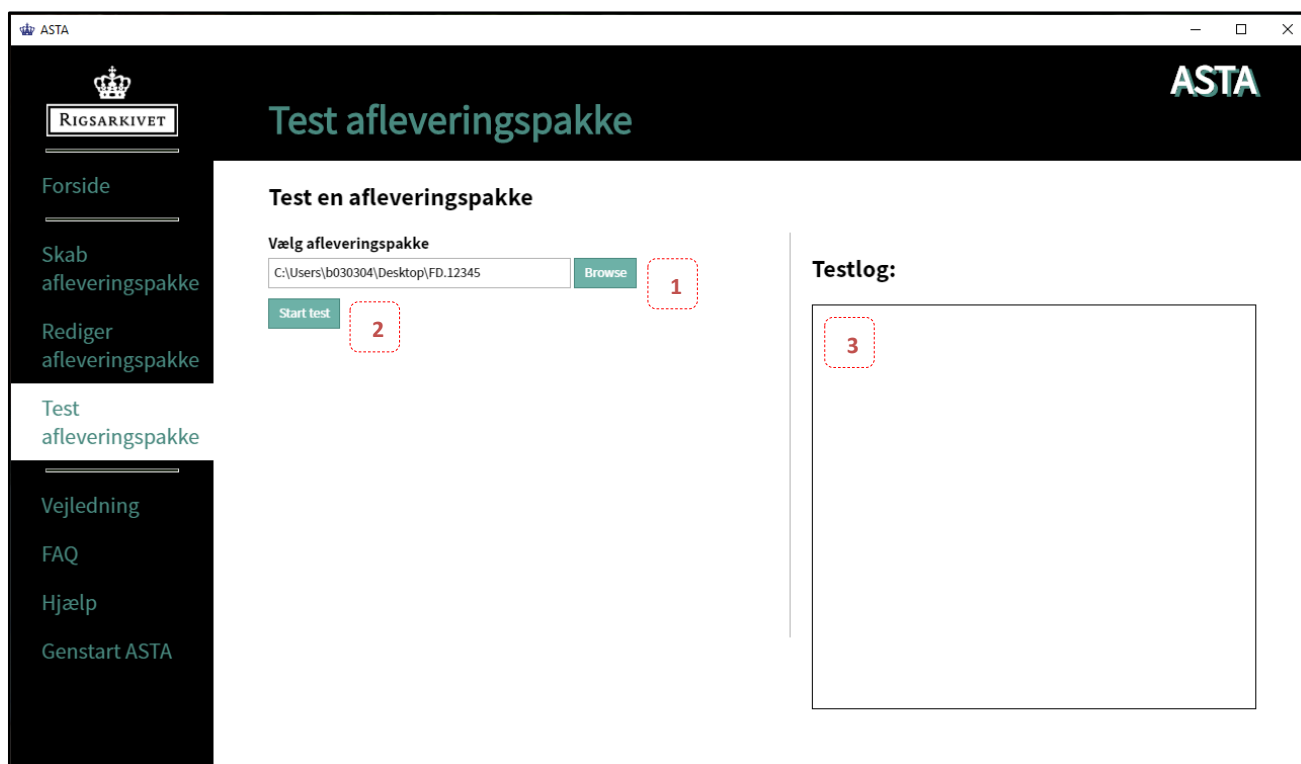 ASTA
ASTA
RIGSARKIVET
Test afleveringspakke
Forside
Skab
afleveringspakke
Rediger
afleveringspakke
Test
afleveringspakke
Vejledning
FAQ
Hjælp
Genstart ASTA
Test en afleveringspakke
Vælg afleveringspakke
C:\Users\b030304\Desktop\FD.12345
Browse
1
Start test
2
Testlog:
3